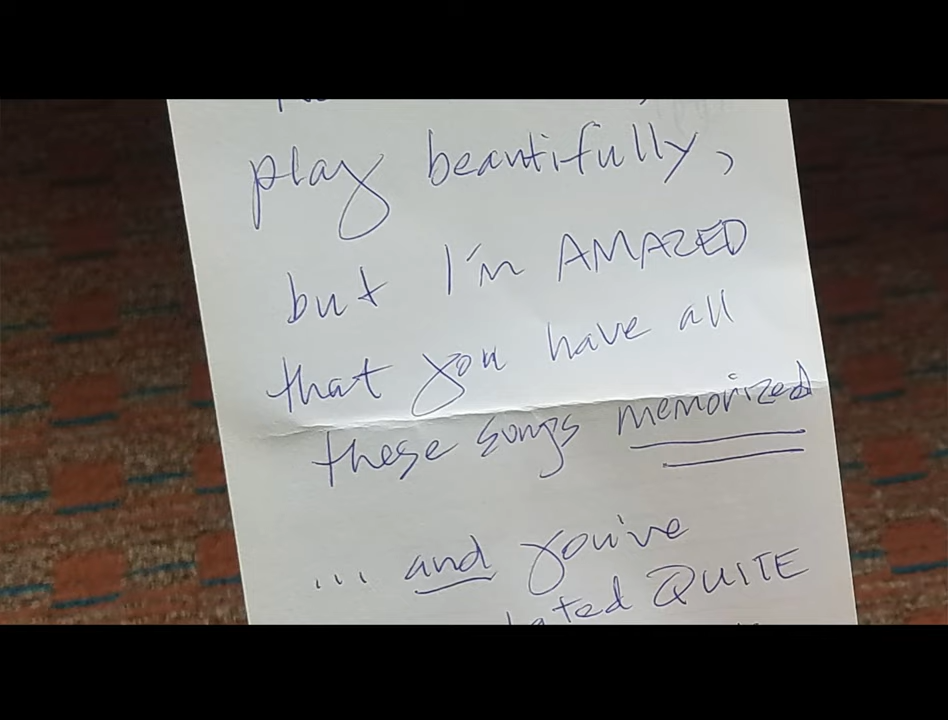 play beautifully,
but I'm AMAZED
that you have all
these songs memorized
... and you've
QUITE